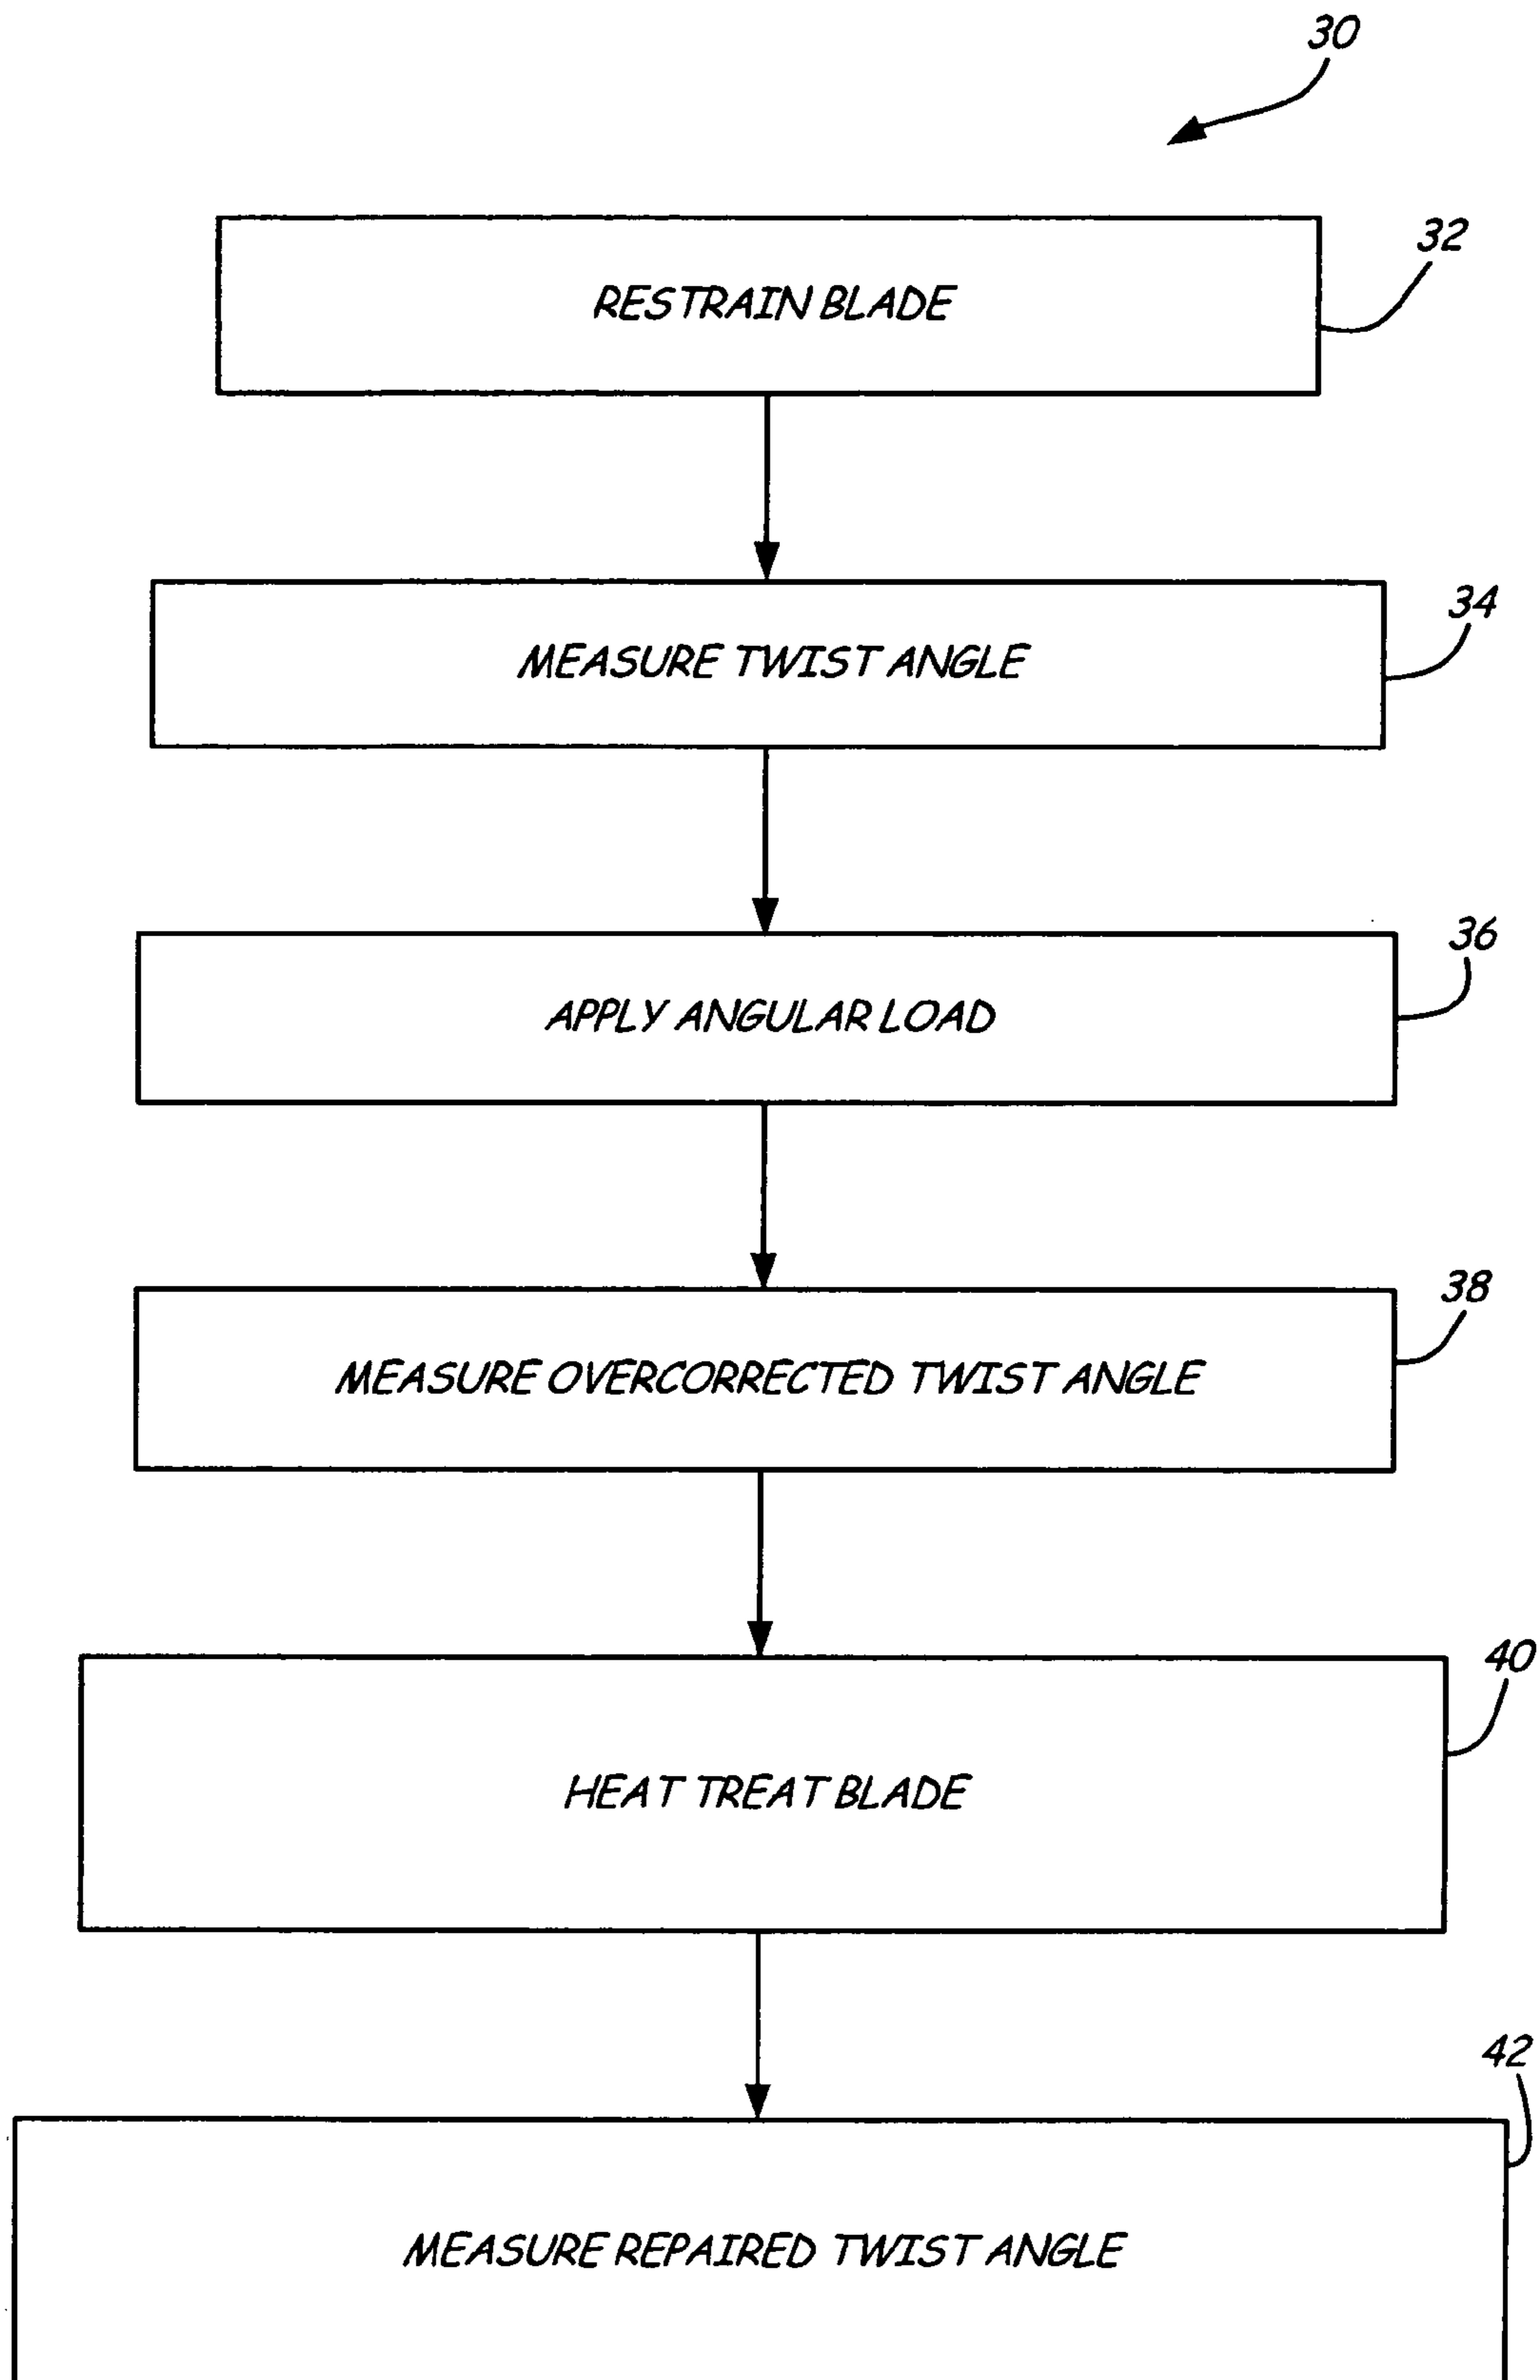 30
RESTRAIN BLADE
32
MEASURE TWIST ANGLE
34
APPLY ANGULAR LOAD
36
MEASURE OVERCORRECTED TWIST ANGLE
38
HEAT TREAT BLADE
40
MEASURE REPAIRED TWIST ANGLE
42